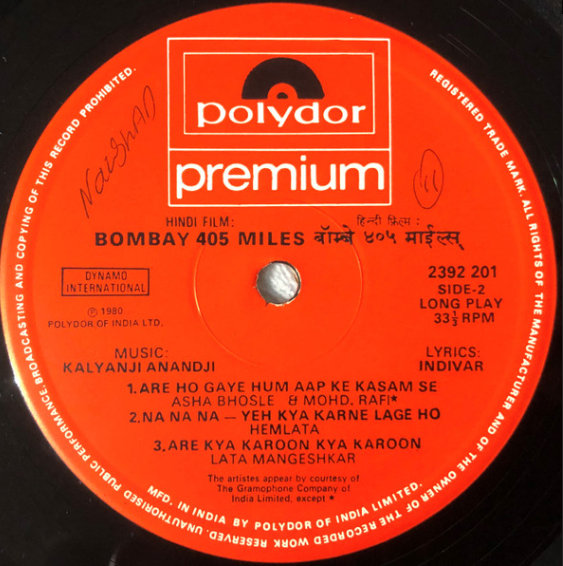 polydor
premium
Naushad
41
HINDI FILM: हिन्दी फ़िल्म :
BOMBAY 405 MILES बॉम्बे ४०५ माईल्स्
DYNAMO
INTERNATIONAL
℗ 1980
POLYDOR OF INDIA LTD.
2392 201
SIDE-2
LONG PLAY
33⅓ RPM
MUSIC:
KALYANJI ANANDJI
LYRICS:
INDIVAR
1.ARE HO GAYE HUM AAP KE KASAM SE
ASHA BHOSLE & MOHD. RAFI*
2.NA NA NA — YEH KYA KARNE LAGE HO
HEMLATA
3.ARE KYA KAROON KYA KAROON
LATA MANGESHKAR
The artistes appear by courtesy of
The Gramophone Company of
India Limited, except *
MFD. IN INDIA BY POLYDOR OF INDIA LIMITED.
REGISTERED TRADE MARK. ALL RIGHTS OF THE MANUFACTURER AND OF THE OWNER OF THE RECORDED WORK RESERVED. UNAUTHORISED PUBLIC PERFORMANCE, BROADCASTING AND COPYING OF THIS RECORD PROHIBITED.